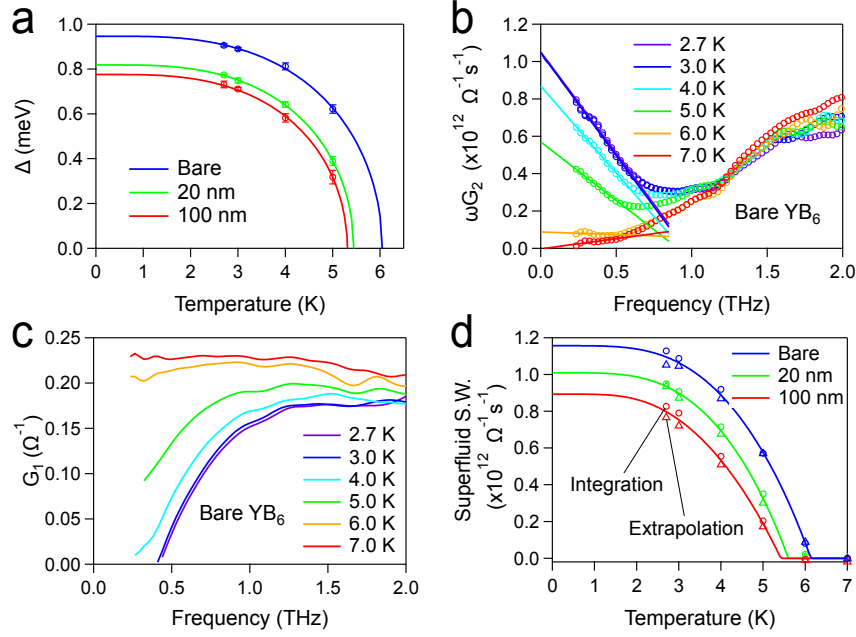 a
Δ (meV)
1.0
0.8
0.6
0.4
0.2
0.0
Bare
20 nm
100 nm
0 1 2 3 4 5 6
Temperature (K)
b
ωG2 (x10^12 Ω^-1 s^-1)
1.2
1.0
0.8
0.6
0.4
0.2
0.0
2.7 K
3.0 K
4.0 K
5.0 K
6.0 K
7.0 K
Bare YB6
0.0 0.5 1.0 1.5 2.0
Frequency (THz)
c
G1 (Ω^-1)
0.25
0.20
0.15
0.10
0.05
0.00
2.7 K
3.0 K
4.0 K
5.0 K
6.0 K
7.0 K
Bare YB6
0.0 0.5 1.0 1.5 2.0
Frequency (THz)
d
Superfluid S.W.
(x10^12 Ω^-1 s^-1)
1.2
1.0
0.8
0.6
0.4
0.2
0.0
Bare
20 nm
100 nm
Integration
Extrapolation
0 1 2 3 4 5 6 7
Temperature (K)